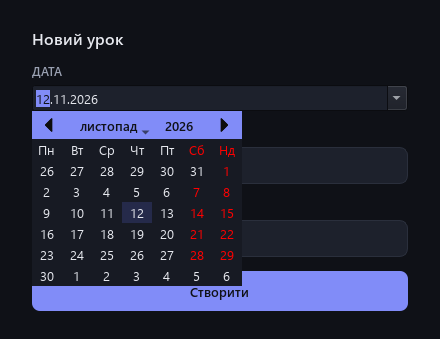 Новий урок
ДАТА
12.11.2026
листопад 2026
Пн Вт Ср Чт Пт Сб Нд
26 27 28 29 30 31 1
2 3 4 5 6 7 8
9 10 11 12 13 14 15
16 17 18 19 20 21 22
23 24 25 26 27 28 29
30 1 2 3 4 5 6
Створити